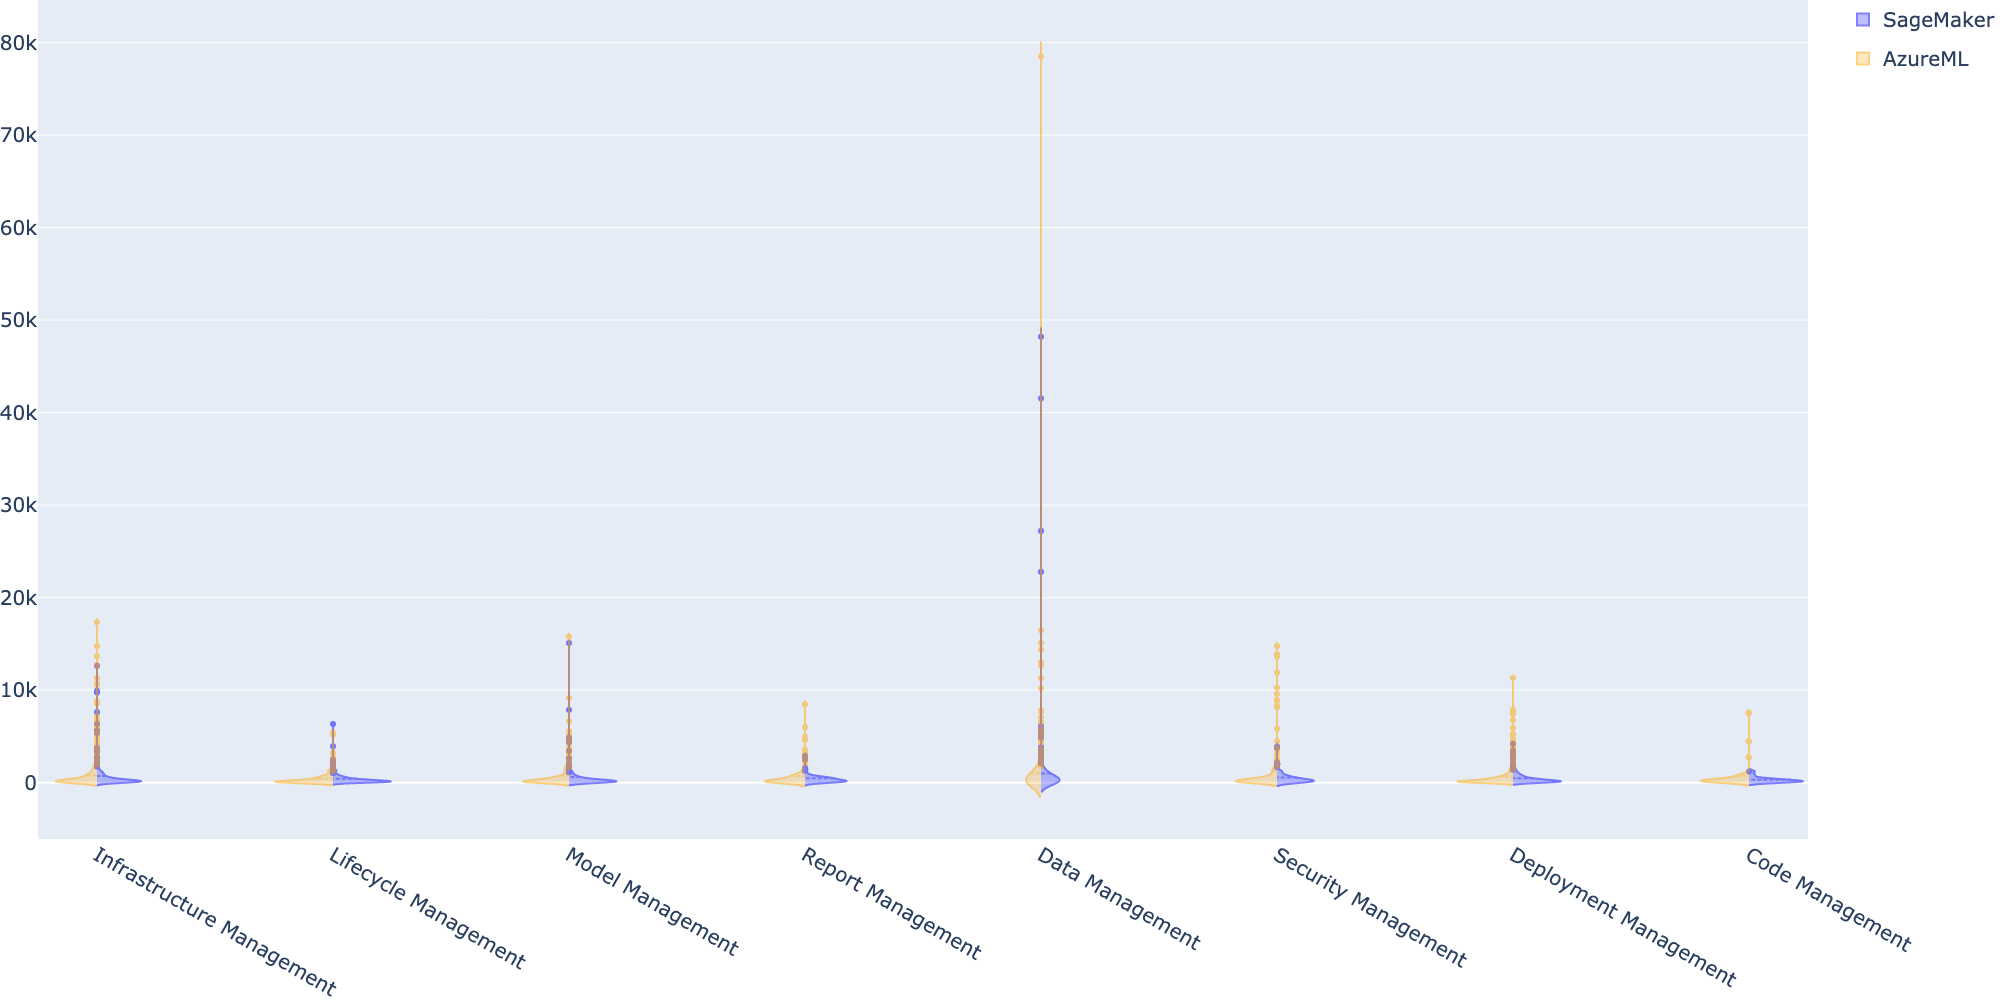 SageMaker
AzureML
80k
70k
60k
50k
40k
30k
20k
10k
0
Infrastructure Management
Lifecycle Management
Model Management
Report Management
Data Management
Security Management
Deployment Management
Code Management